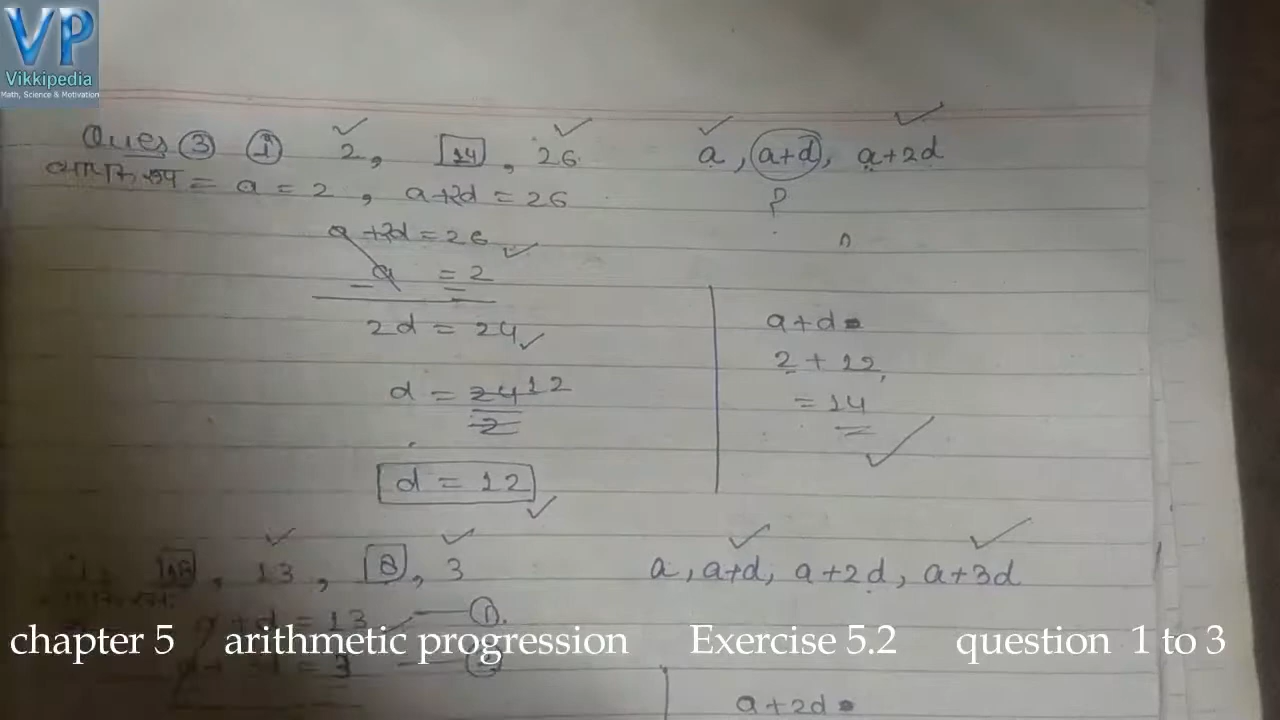 VP
Vikkipedia
Math, Science & Motivation
Ques ③ ⓘ 2, 14, 26 a, a+d, a+2d
= a = 2, a+2d = 26 ?
a +2d = 26
- a = 2
2d = 24
d = 24 12
2
d = 12
a+d
2 + 12
= 14
18, 13, 8, 3 a, a+d, a+2d, a+3d
a+d = 13 — ①
= 3
a+2d
chapter 5 arithmetic progression Exercise 5.2 question 1 to 3